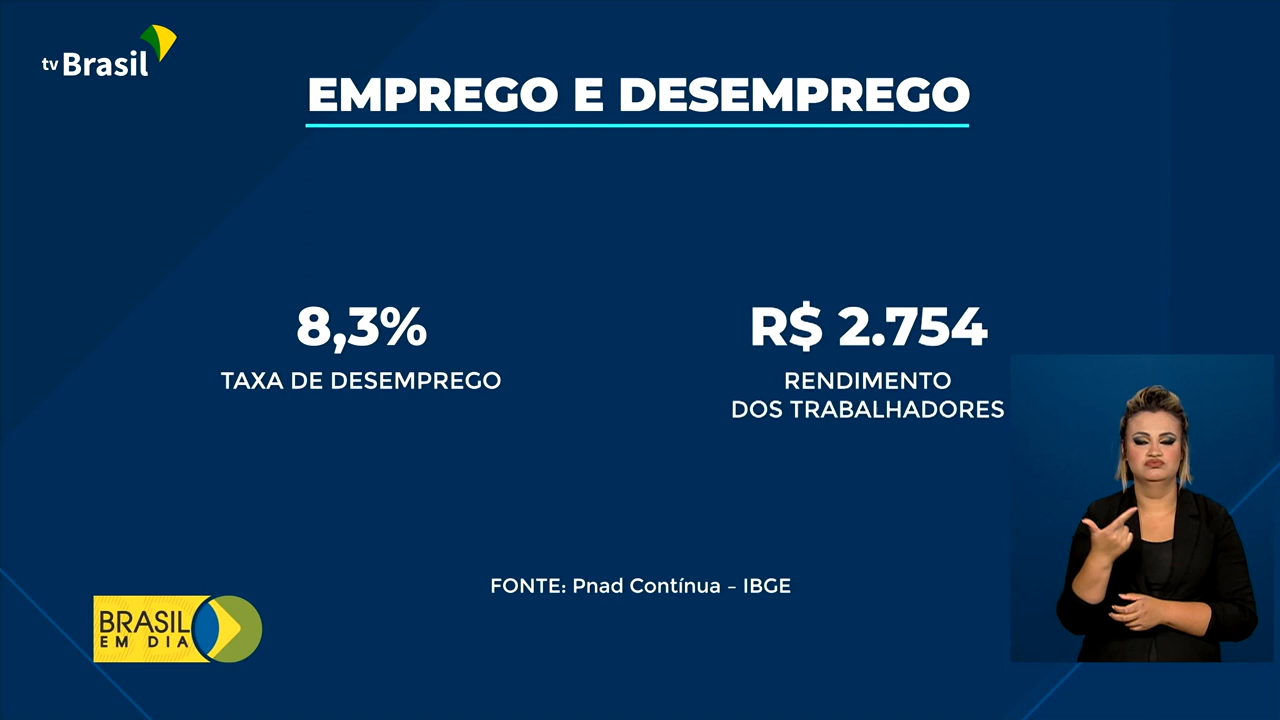 tv Brasil
EMPREGO E DESEMPREGO
8,3%
TAXA DE DESEMPREGO
R$ 2.754
RENDIMENTO
DOS TRABALHADORES
FONTE: Pnad Contínua – IBGE
BRASIL
EM DIA